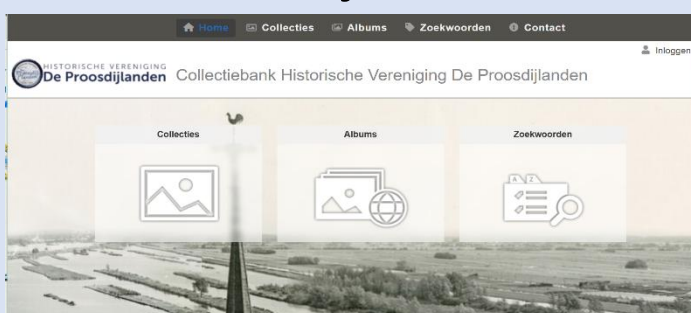 Home Collecties Albums Zoekwoorden Contact
Inloggen
HISTORISCHE VERENIGING
De Proosdijlanden
Collectiebank Historische Vereniging De Proosdijlanden
Collecties Albums Zoekwoorden
A Z